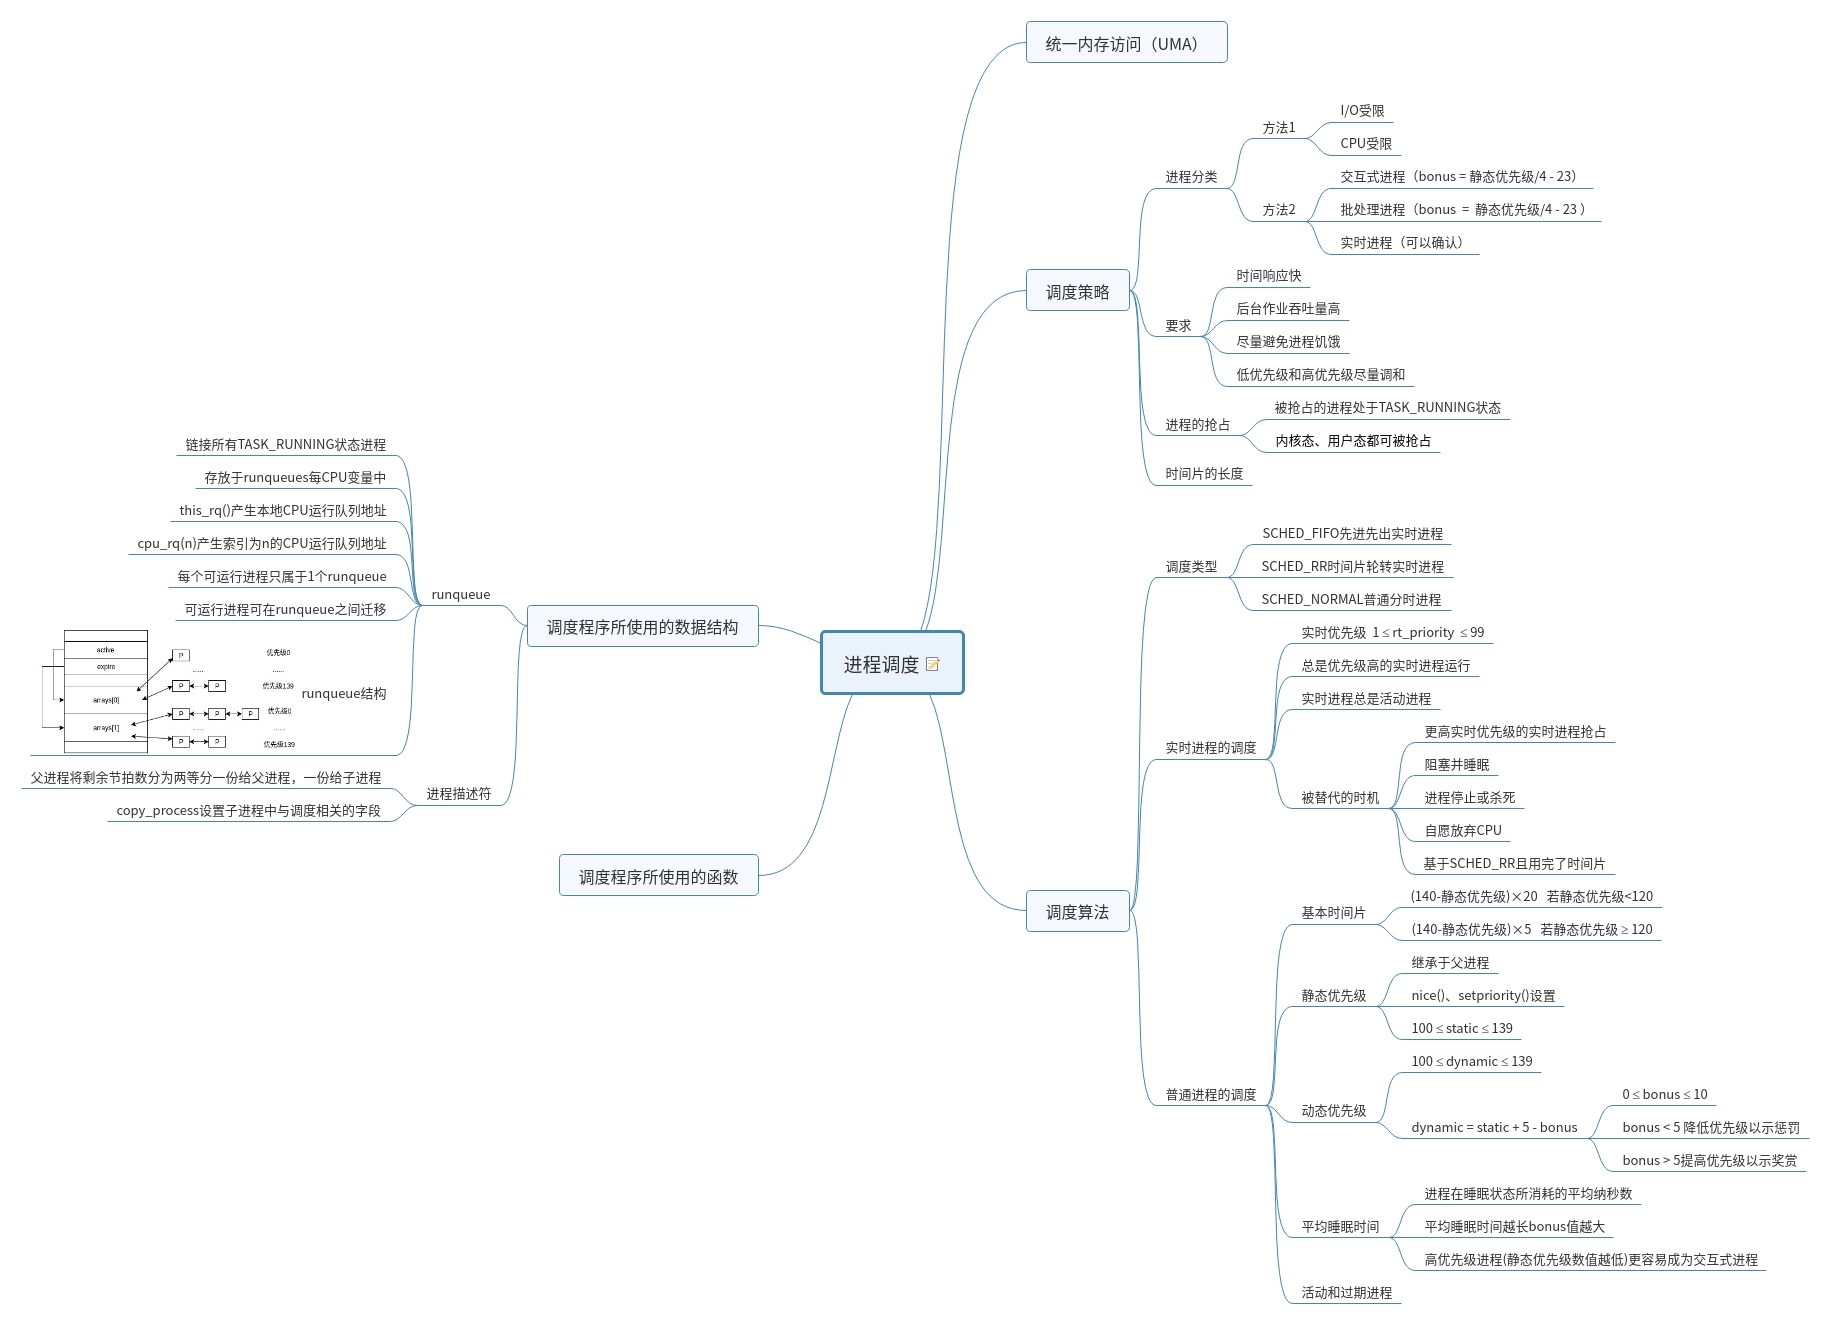 进程调度
统一内存访问（UMA）
调度策略
进程分类
方法1
I/O受限
CPU受限
方法2
交互式进程（bonus = 静态优先级/4 - 23）
批处理进程（bonus = 静态优先级/4 - 23 ）
实时进程（可以确认）
要求
时间响应快
后台作业吞吐量高
尽量避免进程饥饿
低优先级和高优先级尽量调和
进程的抢占
被抢占的进程处于TASK_RUNNING状态
内核态、用户态都可被抢占
时间片的长度
调度算法
调度类型
SCHED_FIFO先进先出实时进程
SCHED_RR时间片轮转实时进程
SCHED_NORMAL普通分时进程
实时进程的调度
实时优先级 1 ≤ rt_priority ≤ 99
总是优先级高的实时进程运行
实时进程总是活动进程
被替代的时机
更高实时优先级的实时进程抢占
阻塞并睡眠
进程停止或杀死
自愿放弃CPU
基于SCHED_RR且用完了时间片
普通进程的调度
基本时间片
(140-静态优先级)×20 若静态优先级<120
(140-静态优先级)×5 若静态优先级 ≥ 120
静态优先级
继承于父进程
nice()、setpriority()设置
100 ≤ static ≤ 139
动态优先级
100 ≤ dynamic ≤ 139
dynamic = static + 5 - bonus
0 ≤ bonus ≤ 10
bonus < 5 降低优先级以示惩罚
bonus > 5提高优先级以示奖赏
平均睡眠时间
进程在睡眠状态所消耗的平均纳秒数
平均睡眠时间越长bonus值越大
高优先级进程(静态优先级数值越低)更容易成为交互式进程
活动和过期进程
调度程序所使用的数据结构
runqueue
链接所有TASK_RUNNING状态进程
存放于runqueues每CPU变量中
this_rq()产生本地CPU运行队列地址
cpu_rq(n)产生索引为n的CPU运行队列地址
每个可运行进程只属于1个runqueue
可运行进程可在runqueue之间迁移
runqueue结构
active
expire
arrays[0]
arrays[1]
P 优先级0
...... ......
P P 优先级139
P P P 优先级0
...... ......
P P 优先级139
进程描述符
父进程将剩余节拍数分为两等分一份给父进程，一份给子进程
copy_process设置子进程中与调度相关的字段
调度程序所使用的函数